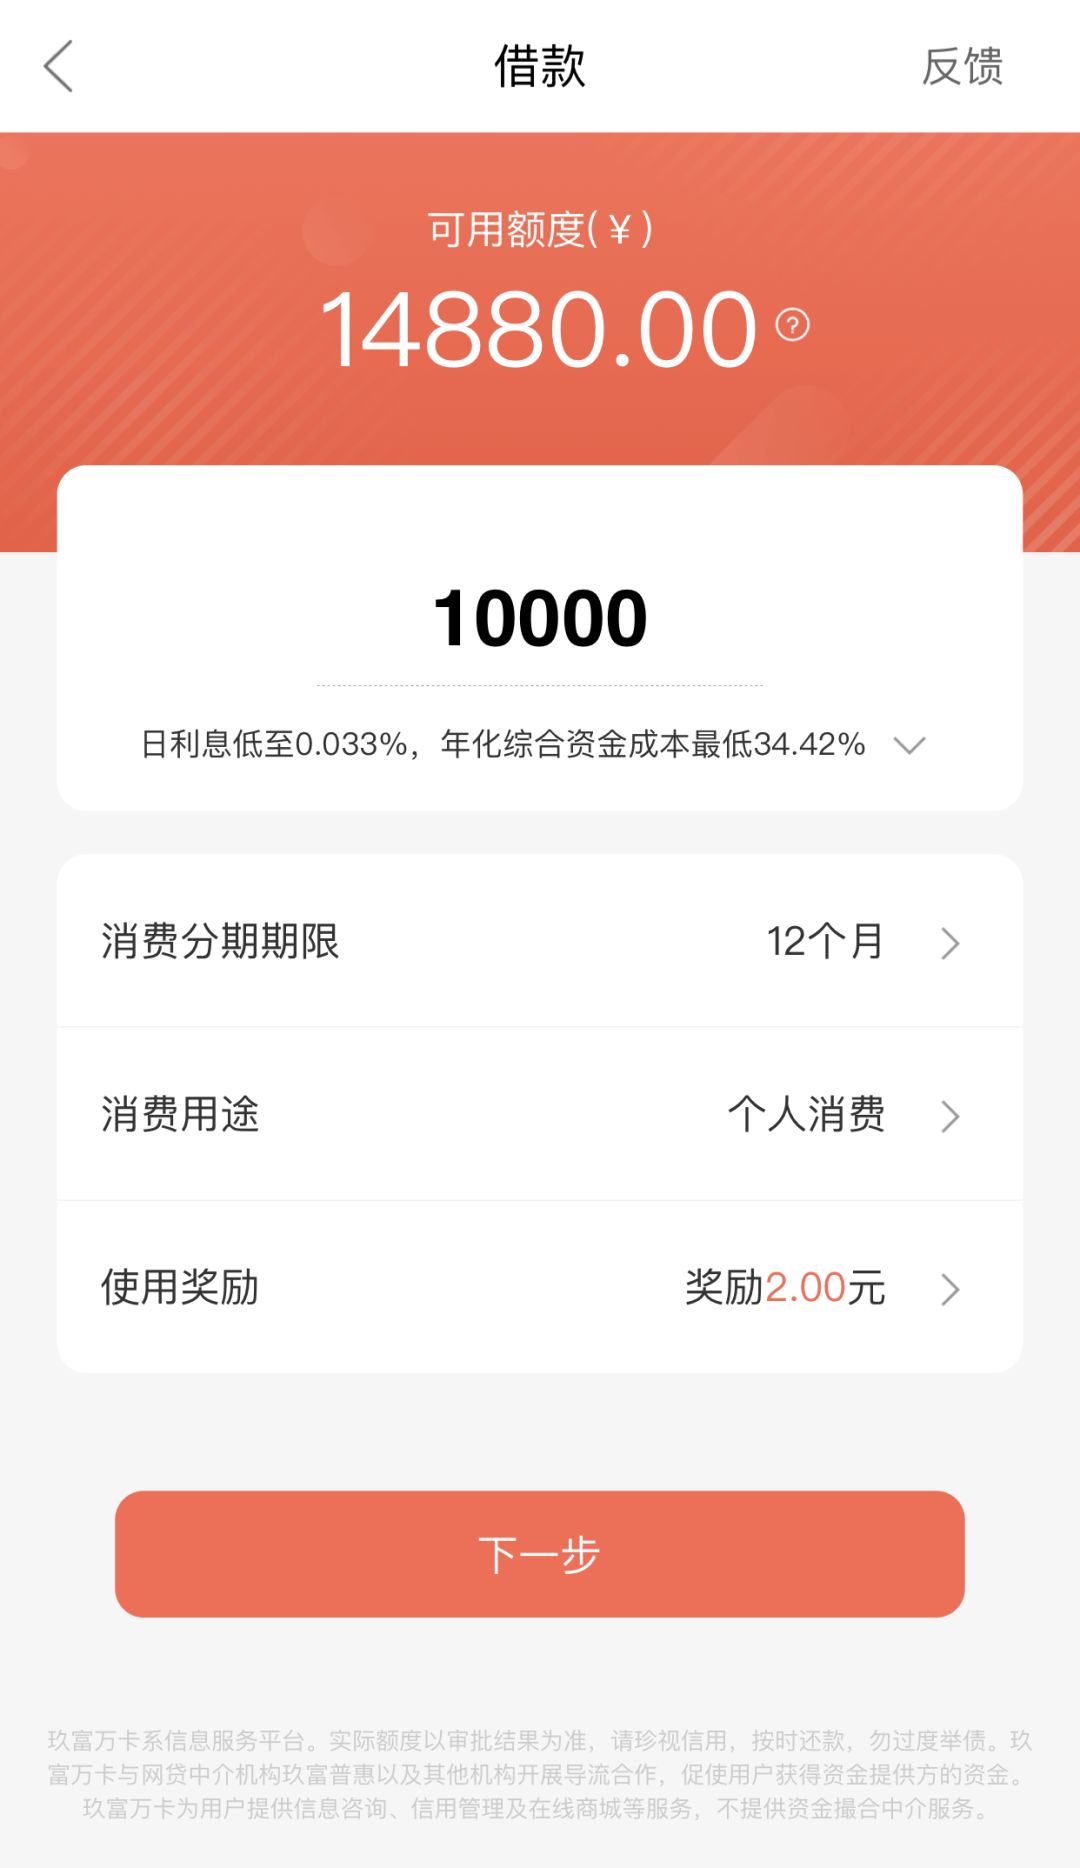 借款
反馈
可用额度(¥)
14880.00
?
10000
日利息低至0.033%，年化综合资金成本最低34.42%
消费分期期限 12个月
消费用途 个人消费
使用奖励 奖励2.00元
下一步
玖富万卡系信息服务平台。实际额度以审批结果为准，请珍视信用，按时还款，勿过度举债。玖
富万卡与网贷中介机构玖富普惠以及其他机构开展导流合作，促使用户获得资金提供方的资金。
玖富万卡为用户提供信息咨询、信用管理及在线商城等服务，不提供资金撮合中介服务。